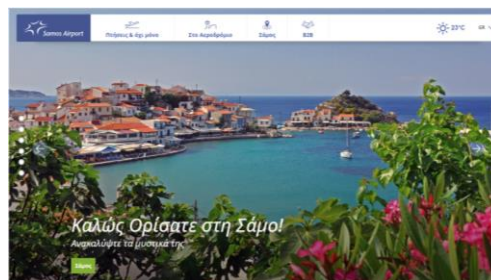 Samos Airport
Πτήσεις & όχι μόνο
Στο Αεροδρόμιο
Σάμος
B2B
23°C
GR
Καλώς Ορίσατε στη Σάμο!
Ανακαλύψτε τα μυστικά της
Σάμος